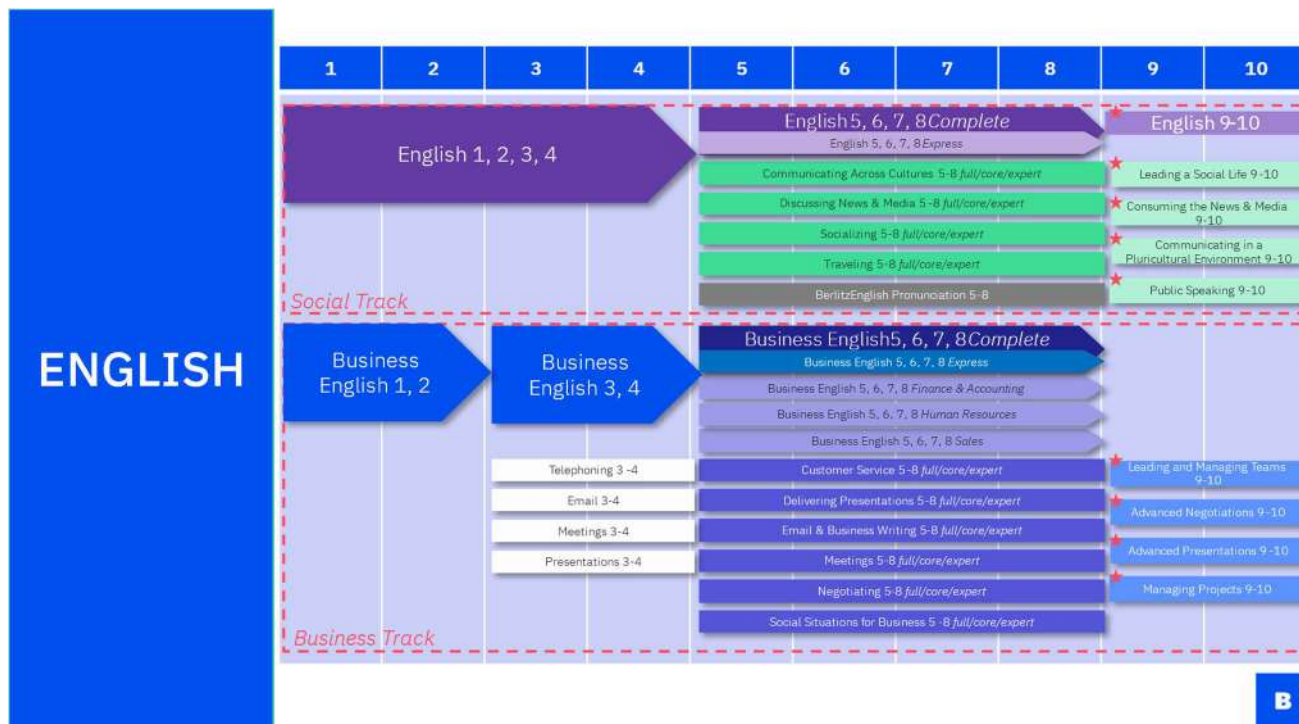 ENGLISH
1 2 3 4 5 6 7 8 9 10
English 1, 2, 3, 4
English 5, 6, 7, 8 Complete
English 5, 6, 7, 8 Express
Communicating Across Cultures 5-8 full/core/expert
Discussing News & Media 5-8 full/core/expert
Socializing 5-8 full/core/expert
Traveling 5-8 full/core/expert
BerlitzEnglish Pronunciation 5-8
English 9-10
Leading a Social Life 9-10
Consuming the News & Media
9-10
Communicating in a
Pluricultural Environment 9-10
Public Speaking 9-10
Social Track
Business
English 1, 2
Business
English 3, 4
Business English 5, 6, 7, 8 Complete
Business English 5, 6, 7, 8 Express
Business English 5, 6, 7, 8 Finance & Accounting
Business English 5, 6, 7, 8 Human Resources
Business English 5, 6, 7, 8 Sales
Telephoning 3-4
Email 3-4
Meetings 3-4
Presentations 3-4
Customer Service 5-8 full/core/expert
Delivering Presentations 5-8 full/core/expert
Email & Business Writing 5-8 full/core/expert
Meetings 5-8 full/core/expert
Negotiating 5-8 full/core/expert
Social Situations for Business 5-8 full/core/expert
Leading and Managing Teams
9-10
Advanced Negotiations 9-10
Advanced Presentations 9-10
Managing Projects 9-10
Business Track
B